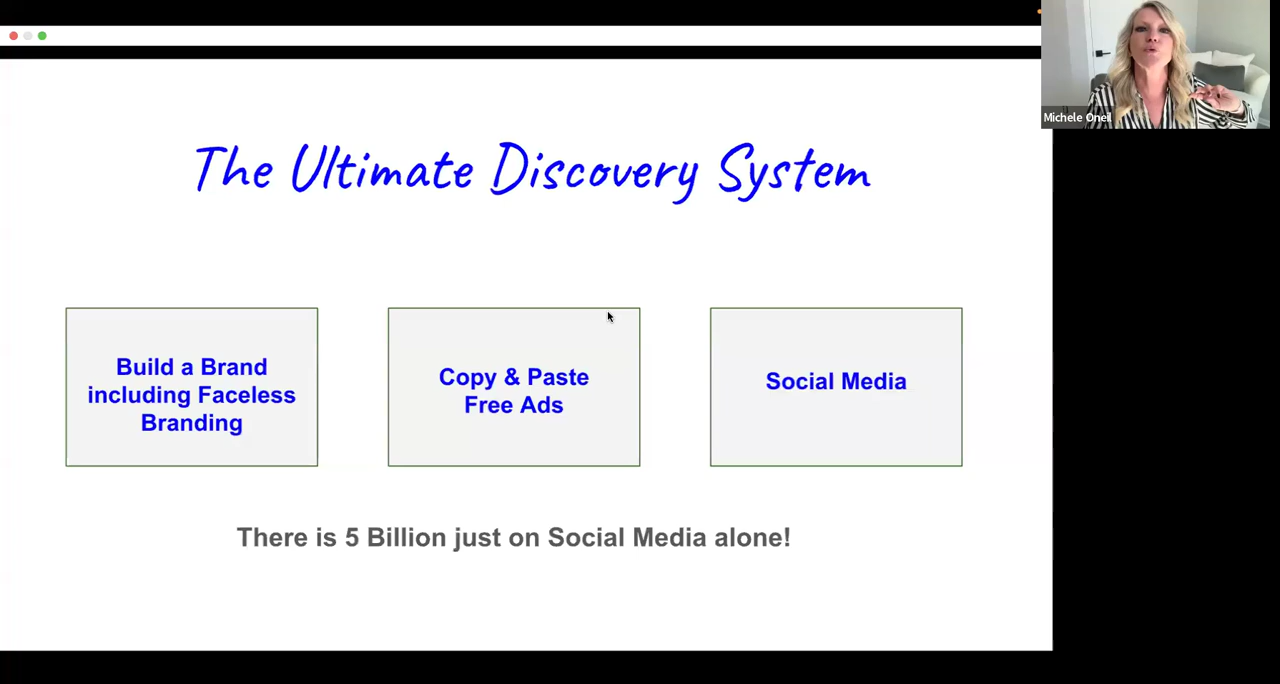 Michele Oneil
The Ultimate Discovery System
Build a Brand
including Faceless
Branding
Copy & Paste
Free Ads
Social Media
There is 5 Billion just on Social Media alone!